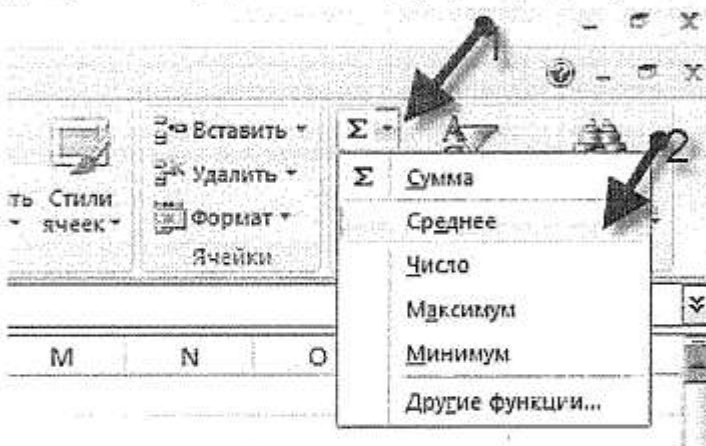 1
Вставить
Σ
2
Удалить
Σ Сумма
ть Стили
ячеек
Формат
Среднее
Ячейки
Число
Максимум
M N O
Минимум
Другие функции...